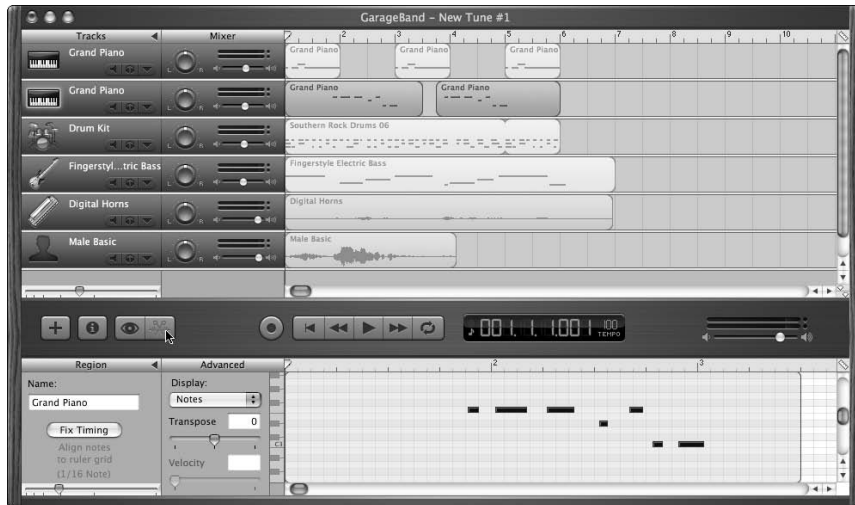 GarageBand – New Tune #1
Tracks Mixer 2 3 4 5 6 7 8 9 10
Grand Piano Grand Piano Grand Piano Grand Piano
L R
Grand Piano Grand Piano Grand Piano
L R
Drum Kit Southern Rock Drums 06
L R
Fingerstyl...tric Bass Fingerstyle Electric Bass
L R
Digital Horns Digital Horns
L R
Male Basic Male Basic
L R
001. 1. 1.001 100
TEMPO
Region Advanced 2 3
Name: Display:
Grand Piano Notes
Transpose 0
Fix Timing
C3
Align notes
to ruler grid
(1/16 Note)
Velocity